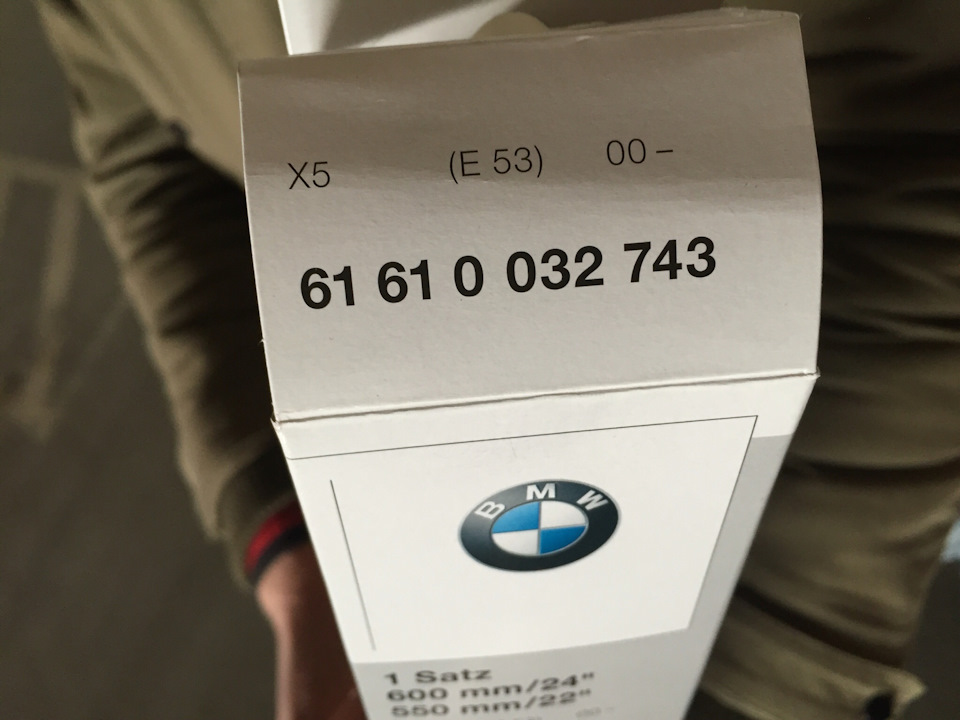 X5 (E 53) 00 –
61 61 0 032 743
BMW
1 Satz
600 mm/24"
550 mm/22"